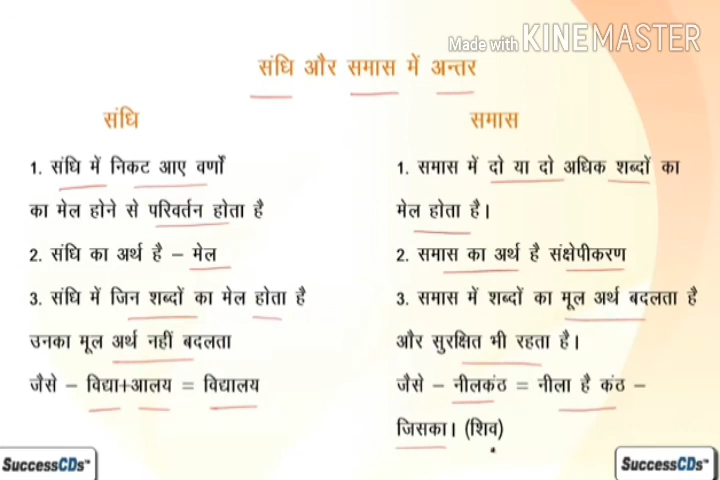 Made with KINEMASTER
संधि और समास में अन्तर
संधि
1. संधि में निकट आए वर्णों
का मेल होने से परिवर्तन होता है
2. संधि का अर्थ है – मेल
3. संधि में जिन शब्दों का मेल होता है
उनका मूल अर्थ नहीं बदलता
जैसे – विद्या+आलय = विद्यालय
समास
1. समास में दो या दो अधिक शब्दों का
मेल होता है।
2. समास का अर्थ है संक्षेपीकरण
3. समास में शब्दों का मूल अर्थ बदलता है
और सुरक्षित भी रहता है।
जैसे – नीलकंठ = नीला है कंठ –
जिसका। (शिव)
SuccessCDs™
SuccessCDs™